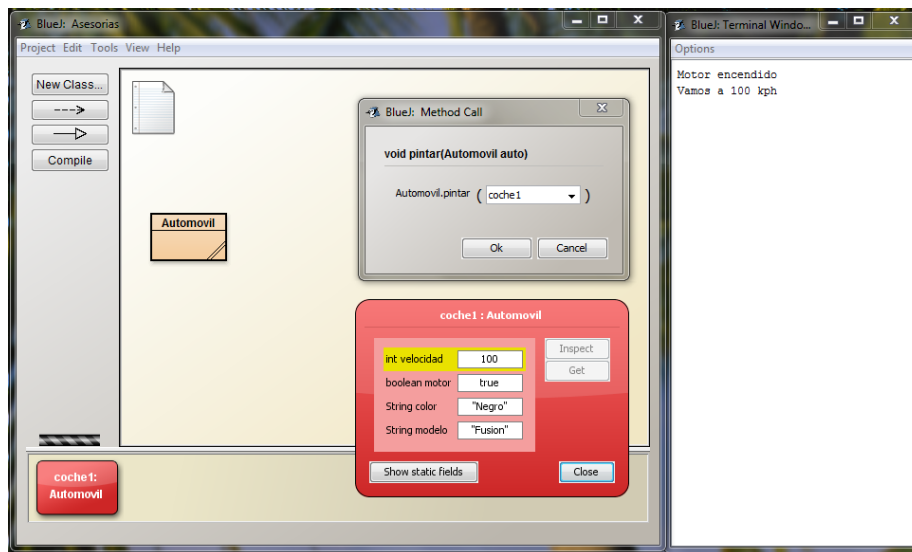 BlueJ: Asesorias
Project Edit Tools View Help
New Class...
Compile
Automovil
coche1:
Automovil
BlueJ: Method Call
void pintar(Automovil auto)
Automovil.pintar ( coche1 )
Ok Cancel
coche1 : Automovil
int velocidad 100
boolean motor true
String color "Negro"
String modelo "Fusion"
Inspect
Get
Show static fields Close
BlueJ: Terminal Windo...
Options
Motor encendido
Vamos a 100 kph